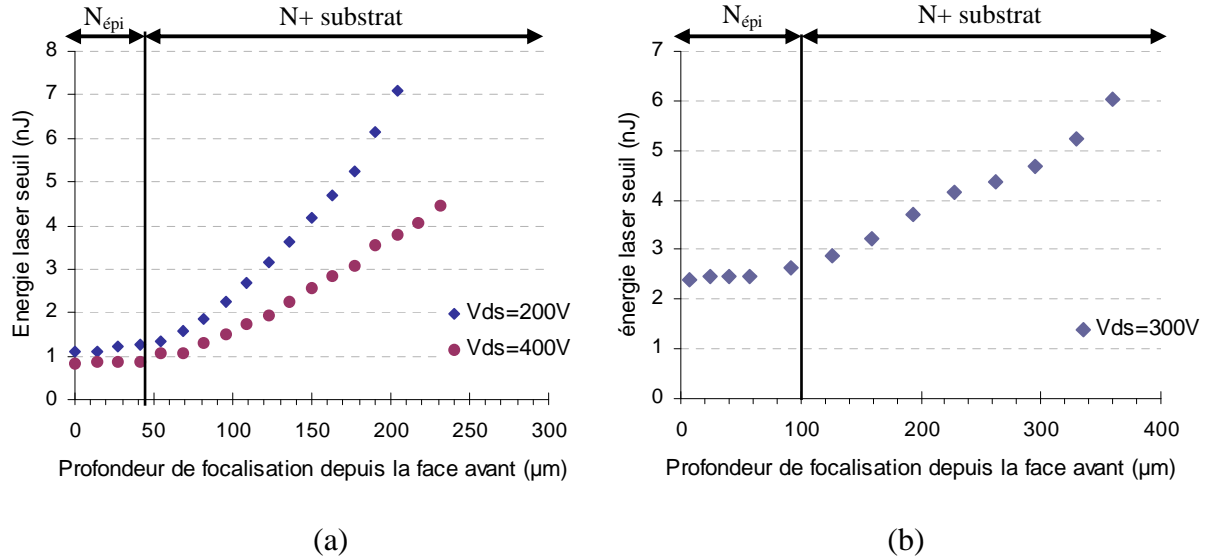 Népi
N+ substrat
8
7
6
5
4
3
2
1
0
Energie laser seuil (nJ)
Vds=200V
Vds=400V
0 50 100 150 200 250 300
Profondeur de focalisation depuis la face avant (µm)
(a)
Népi
N+ substrat
7
6
5
4
3
2
1
0
énergie laser seuil (nJ)
Vds=300V
0 100 200 300 400
Profondeur de focalisation depuis la face avant (µm)
(b)